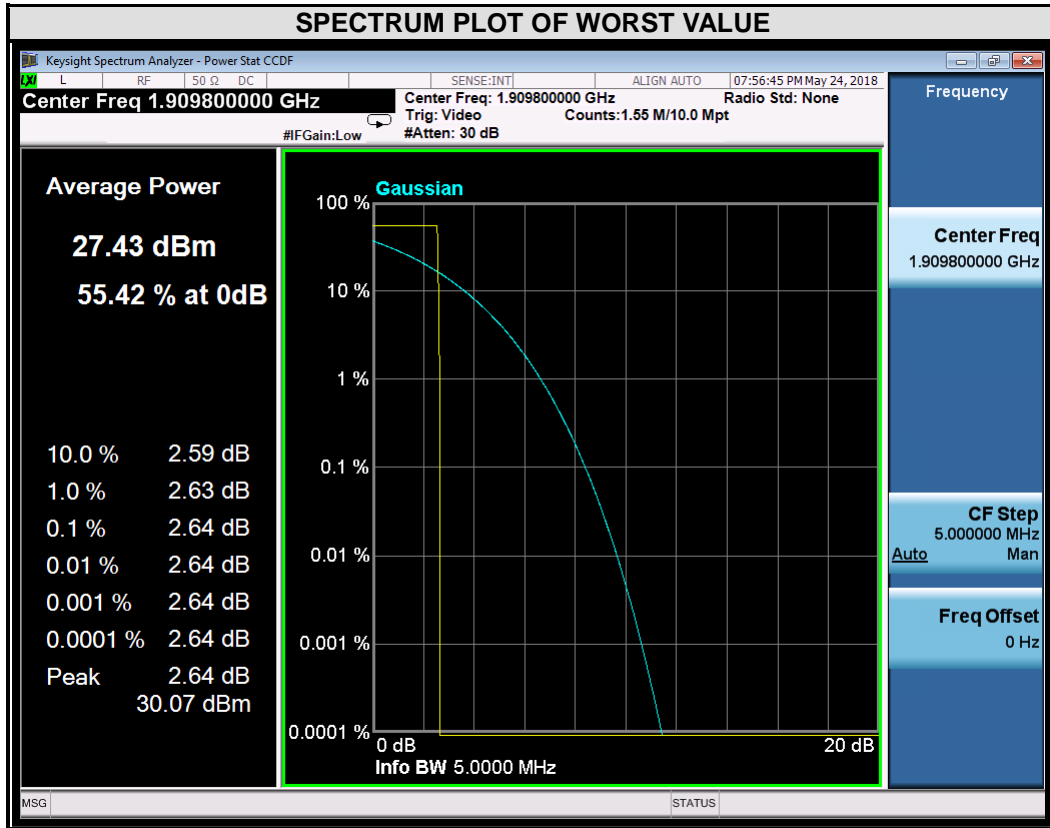 SPECTRUM PLOT OF WORST VALUE
Keysight Spectrum Analyzer - Power Stat CCDF
LXI L RF 50 Ω DC SENSE:INT ALIGN AUTO 07:56:45 PM May 24, 2018
Center Freq 1.909800000 GHz
#IFGain:Low
Center Freq: 1.909800000 GHz Radio Std: None
Trig: Video Counts:1.55 M/10.0 Mpt
#Atten: 30 dB
Average Power
27.43 dBm
55.42 % at 0dB
10.0 % 2.59 dB
1.0 % 2.63 dB
0.1 % 2.64 dB
0.01 % 2.64 dB
0.001 % 2.64 dB
0.0001 % 2.64 dB
Peak 2.64 dB
30.07 dBm
Gaussian
100 %
10 %
1 %
0.1 %
0.01 %
0.001 %
0.0001 %
0 dB 20 dB
Info BW 5.0000 MHz
Frequency
Center Freq
1.909800000 GHz
CF Step
5.000000 MHz
Auto Man
Freq Offset
0 Hz
MSG STATUS